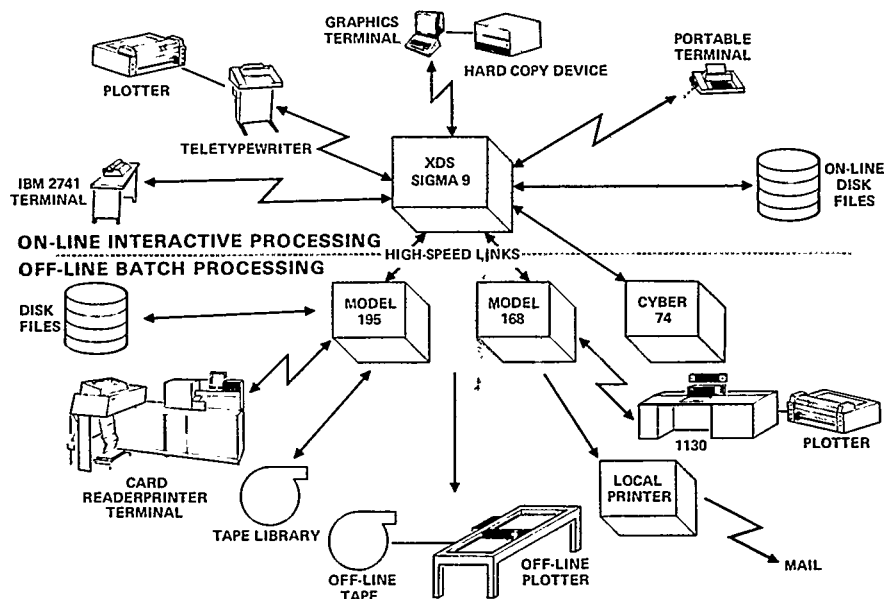 GRAPHICS
TERMINAL
HARD COPY DEVICE
PORTABLE
TERMINAL
PLOTTER
TELETYPEWRITER
XDS
SIGMA 9
IBM 2741
TERMINAL
ON-LINE
DISK
FILES
ON-LINE INTERACTIVE PROCESSING
HIGH-SPEED LINKS
OFF-LINE BATCH PROCESSING
DISK
FILES
MODEL
195
MODEL
168
CYBER
74
1130
PLOTTER
CARD
READERPRINTER
TERMINAL
TAPE LIBRARY
LOCAL
PRINTER
OFF-LINE
TAPE
OFF-LINE
PLOTTER
MAIL